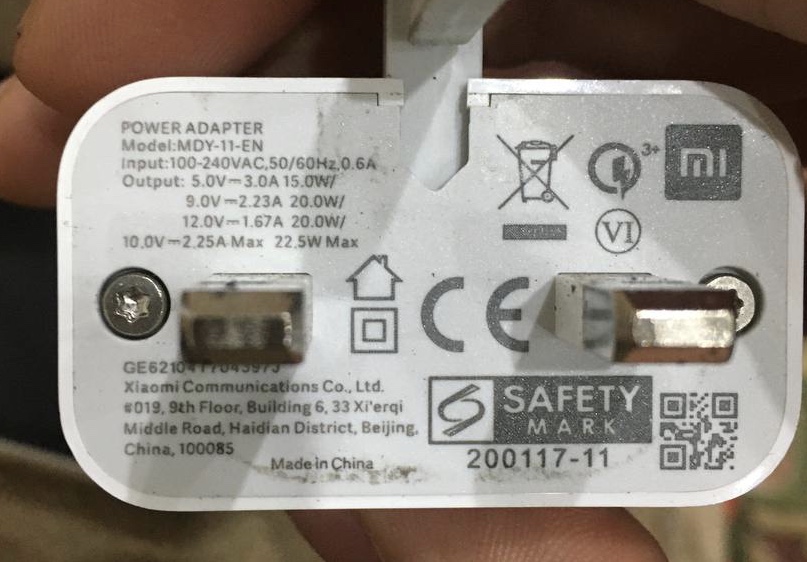 POWER ADAPTER
Model:MDY-11-EN
Input:100-240VAC,50/60Hz,0.6A
Output: 5.0V⎓3.0A 15.0W/
9.0V⎓2.23A 20.0W/
12.0V⎓1.67A 20.0W/
10.0V⎓2.25A Max 22.5W Max
3+
mi
VI
CE
Xiaomi Communications Co., Ltd.
#019, 9th Floor, Building 6, 33 Xi'erqi
Middle Road, Haidian District, Beijing,
China, 100085
Made in China
SAFETY
MARK
200117-11